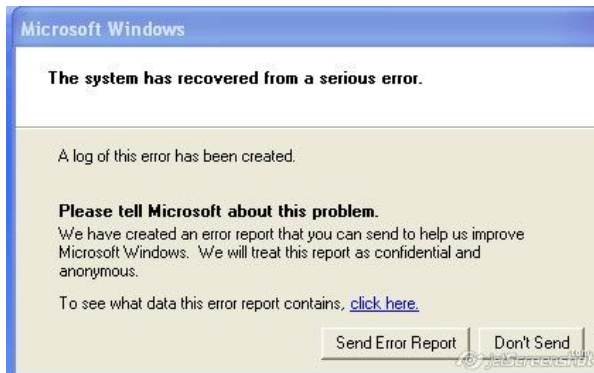 Microsoft Windows
The system has recovered from a serious error.
A log of this error has been created.
Please tell Microsoft about this problem.
We have created an error report that you can send to help us improve
Microsoft Windows.  We will treat this report as confidential and
anonymous.
To see what data this error report contains, click here.
Send Error Report
Don't Send
jetScreenshot